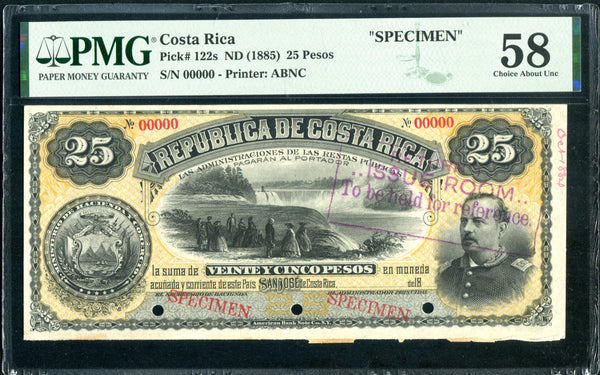 PMG
PAPER MONEY GUARANTY
Costa Rica
Pick# 122s ND (1885) 25 Pesos
S/N 00000 - Printer: ABNC
"SPECIMEN"
58
Choice About Unc
№ 00000
№ 00000
25
REPUBLICA DE COSTA RICA
25
LAS ADMINISTRACIONES DE LAS RENTAS PUBLICAS
PAGARAN AL PORTADOR
ISSUE ROOM..
To be held for reference.
la suma de VEINTE Y CINCO PESOS en moneda
acuñada y corriente de este País SAN JOSÉ de Costa Rica de 18
SPECIMEN
SPECIMEN
American Bank Note Co. N.Y.